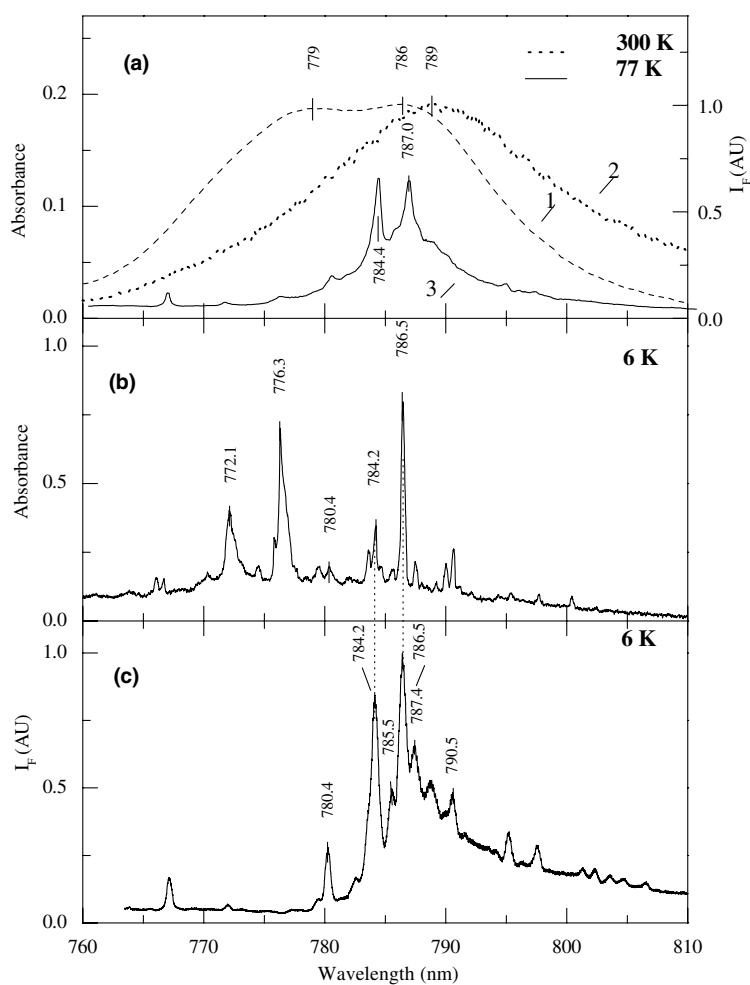 (a)
779
786
789
300 K
77 K
0.2
0.1
0.0
Absorbance
1.0
0.5
0.0
I_F (AU)
787.0
784.4
1
2
3
(b)
6 K
1.0
0.5
0.0
Absorbance
772.1
776.3
780.4
784.2
786.5
(c)
6 K
1.0
0.5
0.0
I_F (AU)
780.4
784.2
785.5
786.5
787.4
790.5
760 770 780 790 800 810
Wavelength (nm)